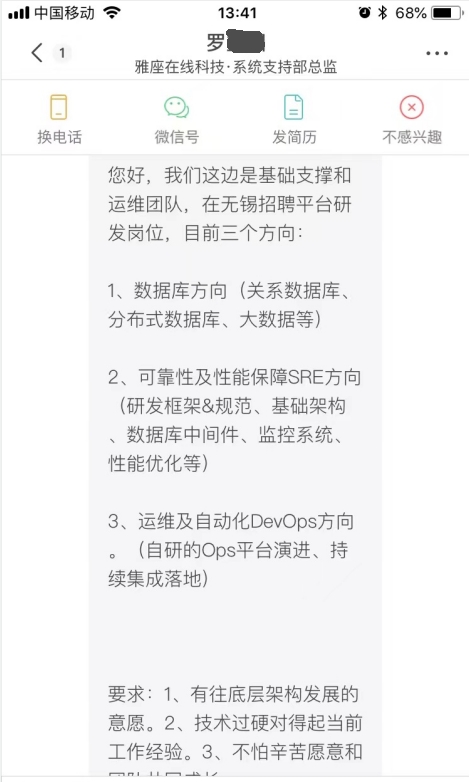 中国移动 13:41 68%
1 罗
雅座在线科技·系统支持部总监
换电话 微信号 发简历 不感兴趣
您好，我们这边是基础支撑和
运维团队，在无锡招聘平台研
发岗位，目前三个方向：
1、数据库方向（关系数据库、
分布式数据库、大数据等）
2、可靠性及性能保障SRE方向
（研发框架&规范、基础架构
、数据库中间件、监控系统、
性能优化等）
3、运维及自动化DevOps方向
。（自研的Ops平台演进、持
续集成落地）
要求：1、有往底层架构发展的
意愿。2、技术过硬对得起当前
工作经验。3、不怕辛苦愿意和